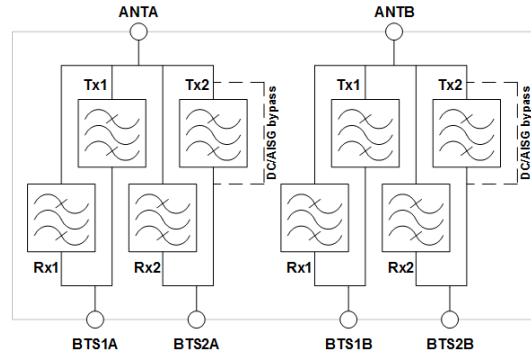 ANTA
ANTB
Tx1
Tx2
Tx1
Tx2
DC/AISG bypass
DC/AISG bypass
Rx1
Rx2
Rx1
Rx2
BTS1A
BTS2A
BTS1B
BTS2B